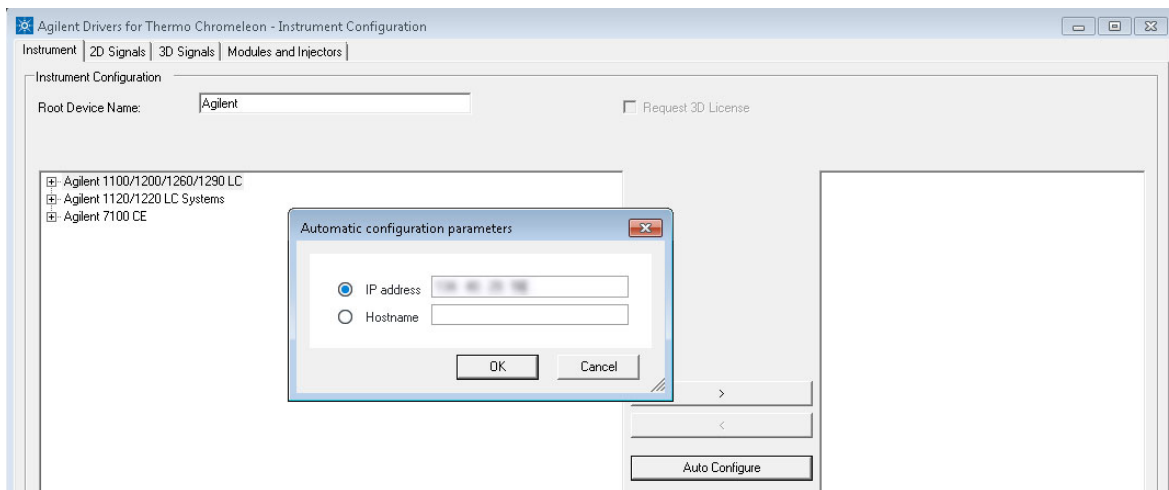 Agilent Drivers for Thermo Chromeleon - Instrument Configuration
Instrument 2D Signals 3D Signals Modules and Injectors
Instrument Configuration
Root Device Name: Agilent Request 3D License
Agilent 1100/1200/1260/1290 LC
Agilent 1120/1220 LC Systems
Agilent 7100 CE
Automatic configuration parameters
IP address
Hostname
OK Cancel
>
<
Auto Configure